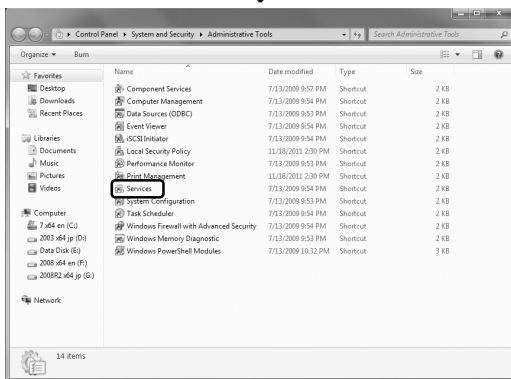 Control Panel ▸ System and Security ▸ Administrative Tools
Search Administrative Tools
Organize
Burn
Favorites
Desktop
Downloads
Recent Places
Libraries
Documents
Music
Pictures
Videos
Computer
7 x64 en (C:)
2003 x64 jp (D:)
Data Disk (E:)
2008 x64 en (F:)
2008R2 x64 jp (G:)
Network
Name Date modified Type Size
Component Services 7/13/2009 9:57 PM Shortcut 2 KB
Computer Management 7/13/2009 9:54 PM Shortcut 2 KB
Data Sources (ODBC) 7/13/2009 9:53 PM Shortcut 2 KB
Event Viewer 7/13/2009 9:54 PM Shortcut 2 KB
iSCSI Initiator 7/13/2009 9:54 PM Shortcut 2 KB
Local Security Policy 11/18/2011 2:30 PM Shortcut 2 KB
Performance Monitor 7/13/2009 9:53 PM Shortcut 2 KB
Print Management 11/18/2011 2:30 PM Shortcut 2 KB
Services 7/13/2009 9:54 PM Shortcut 2 KB
System Configuration 7/13/2009 9:53 PM Shortcut 2 KB
Task Scheduler 7/13/2009 9:54 PM Shortcut 2 KB
Windows Firewall with Advanced Security 7/13/2009 9:54 PM Shortcut 2 KB
Windows Memory Diagnostic 7/13/2009 9:53 PM Shortcut 2 KB
Windows PowerShell Modules 7/13/2009 10:32 PM Shortcut 3 KB
14 items